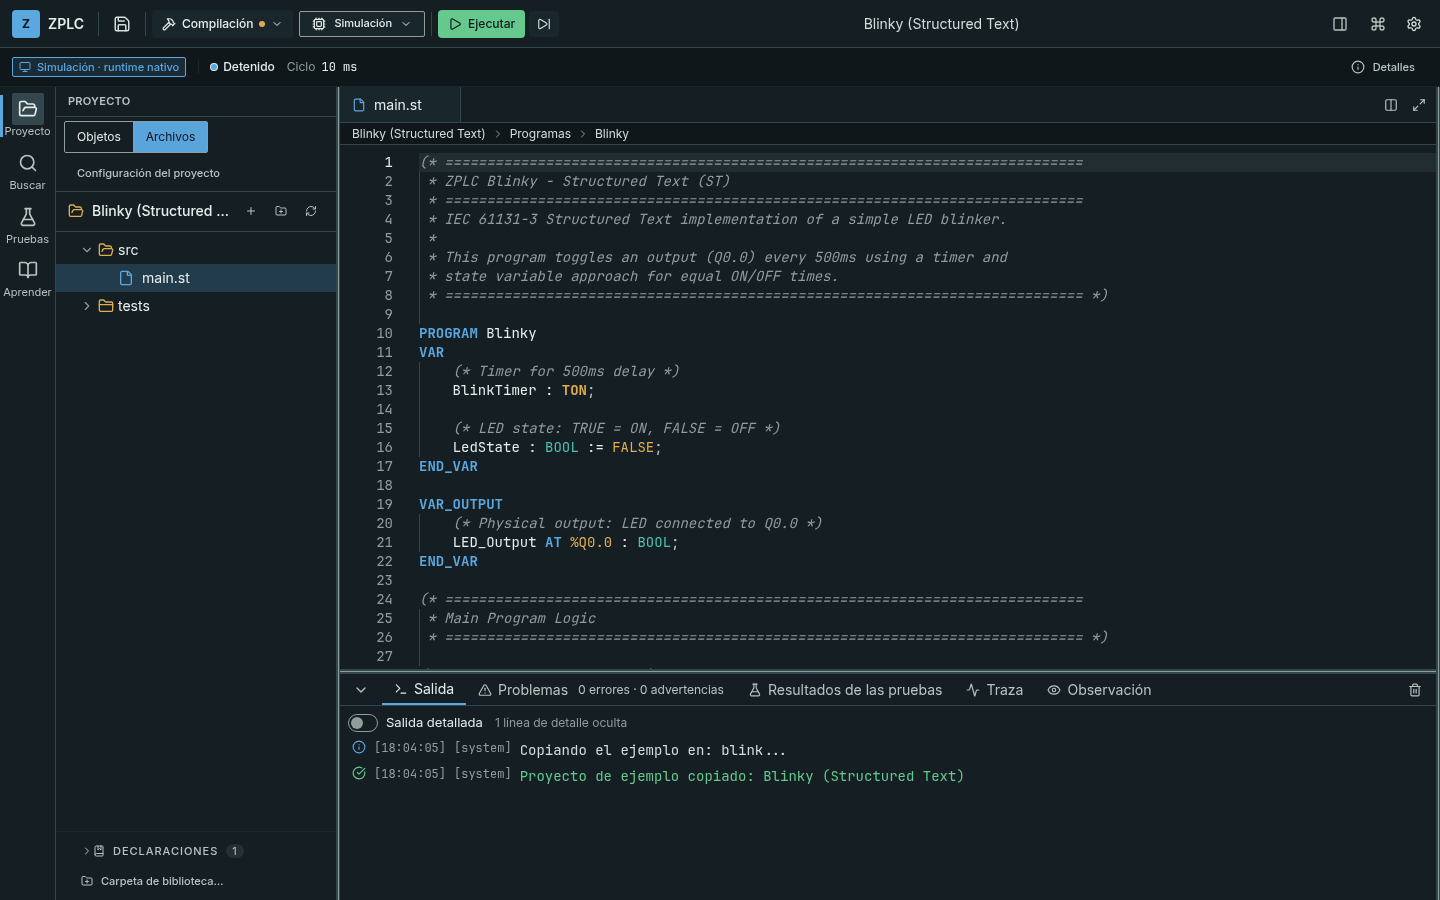 Z ZPLC Compilación Simulación Ejecutar Blinky (Structured Text)
Simulación · runtime nativo Detenido Ciclo 10 ms Detalles
Proyecto
Buscar
Pruebas
Aprender
PROYECTO
Objetos Archivos
Configuración del proyecto
Blinky (Structured ...
src
main.st
tests
DECLARACIONES 1
Carpeta de biblioteca...
main.st
Blinky (Structured Text) > Programas > Blinky
1 (* ============================================================================
2  * ZPLC Blinky - Structured Text (ST)
3  * ============================================================================
4  * IEC 61131-3 Structured Text implementation of a simple LED blinker.
5  *
6  * This program toggles an output (Q0.0) every 500ms using a timer and
7  * state variable approach for equal ON/OFF times.
8  * ============================================================================ *)
9
10 PROGRAM Blinky
11 VAR
12     (* Timer for 500ms delay *)
13     BlinkTimer : TON;
14
15     (* LED state: TRUE = ON, FALSE = OFF *)
16     LedState : BOOL := FALSE;
17 END_VAR
18
19 VAR_OUTPUT
20     (* Physical output: LED connected to Q0.0 *)
21     LED_Output AT %Q0.0 : BOOL;
22 END_VAR
23
24 (* ============================================================================
25  * Main Program Logic
26  * ============================================================================ *)
27
Salida Problemas 0 errores · 0 advertencias Resultados de las pruebas Traza Observación
Salida detallada 1 línea de detalle oculta
[18:04:05] [system] Copiando el ejemplo en: blink...
[18:04:05] [system] Proyecto de ejemplo copiado: Blinky (Structured Text)